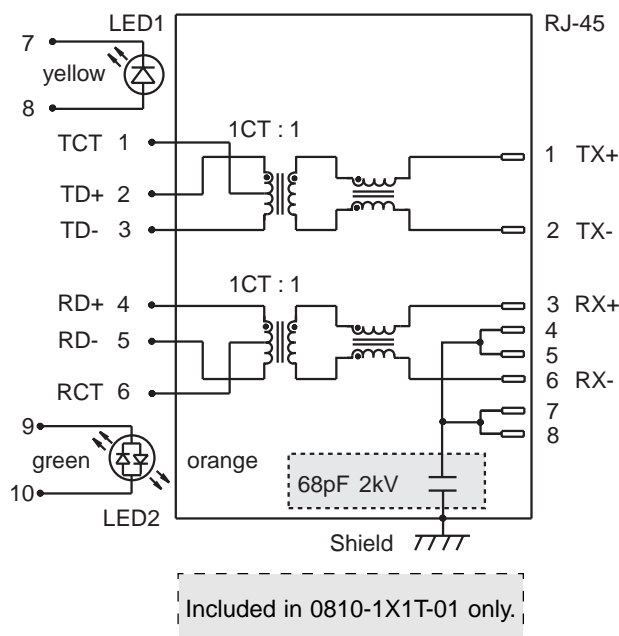 LED1 RJ-45
7
yellow
8
1CT : 1
TCT 1
1 TX+
TD+ 2
TD- 3
2 TX-
1CT : 1
RD+ 4
3 RX+
4
RD- 5
5
6 RX-
RCT 6
7
9
8
green orange
68pF 2kV
10
LED2
Shield
Included in 0810-1X1T-01 only.